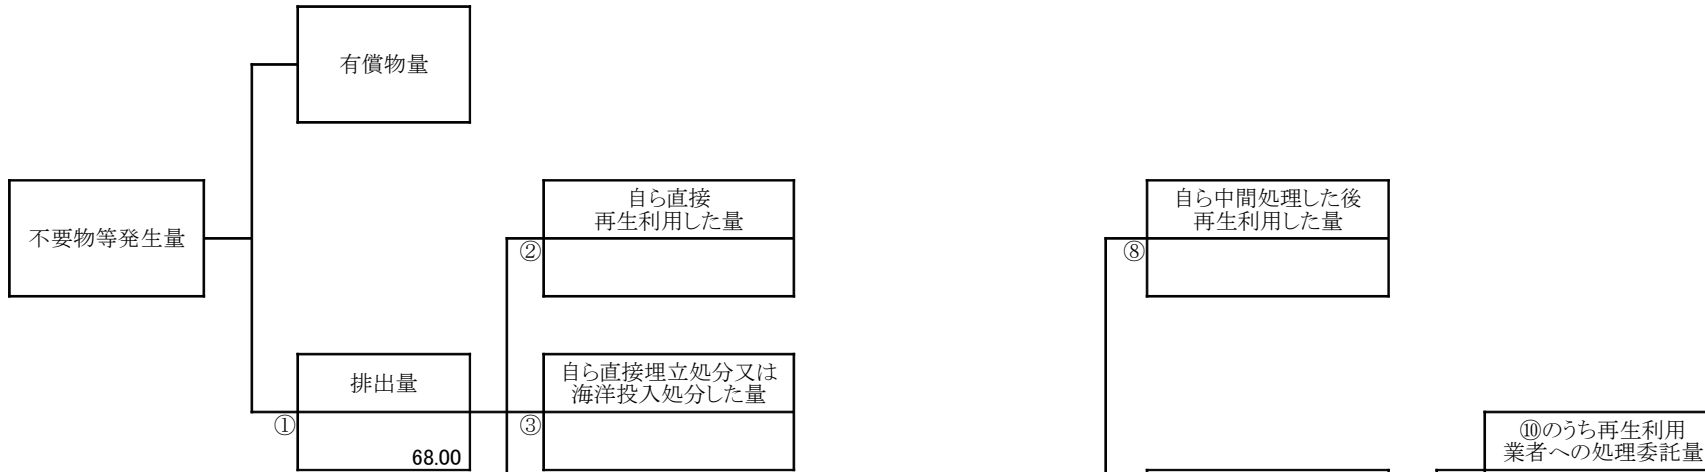 有償物量
不要物等発生量
自ら直接
再生利用した量
②
自ら中間処理した後
再生利用した量
⑧
排出量
①
68.00
自ら直接埋立処分又は
海洋投入処分した量
③
⑩のうち再生利用
業者への処理委託量